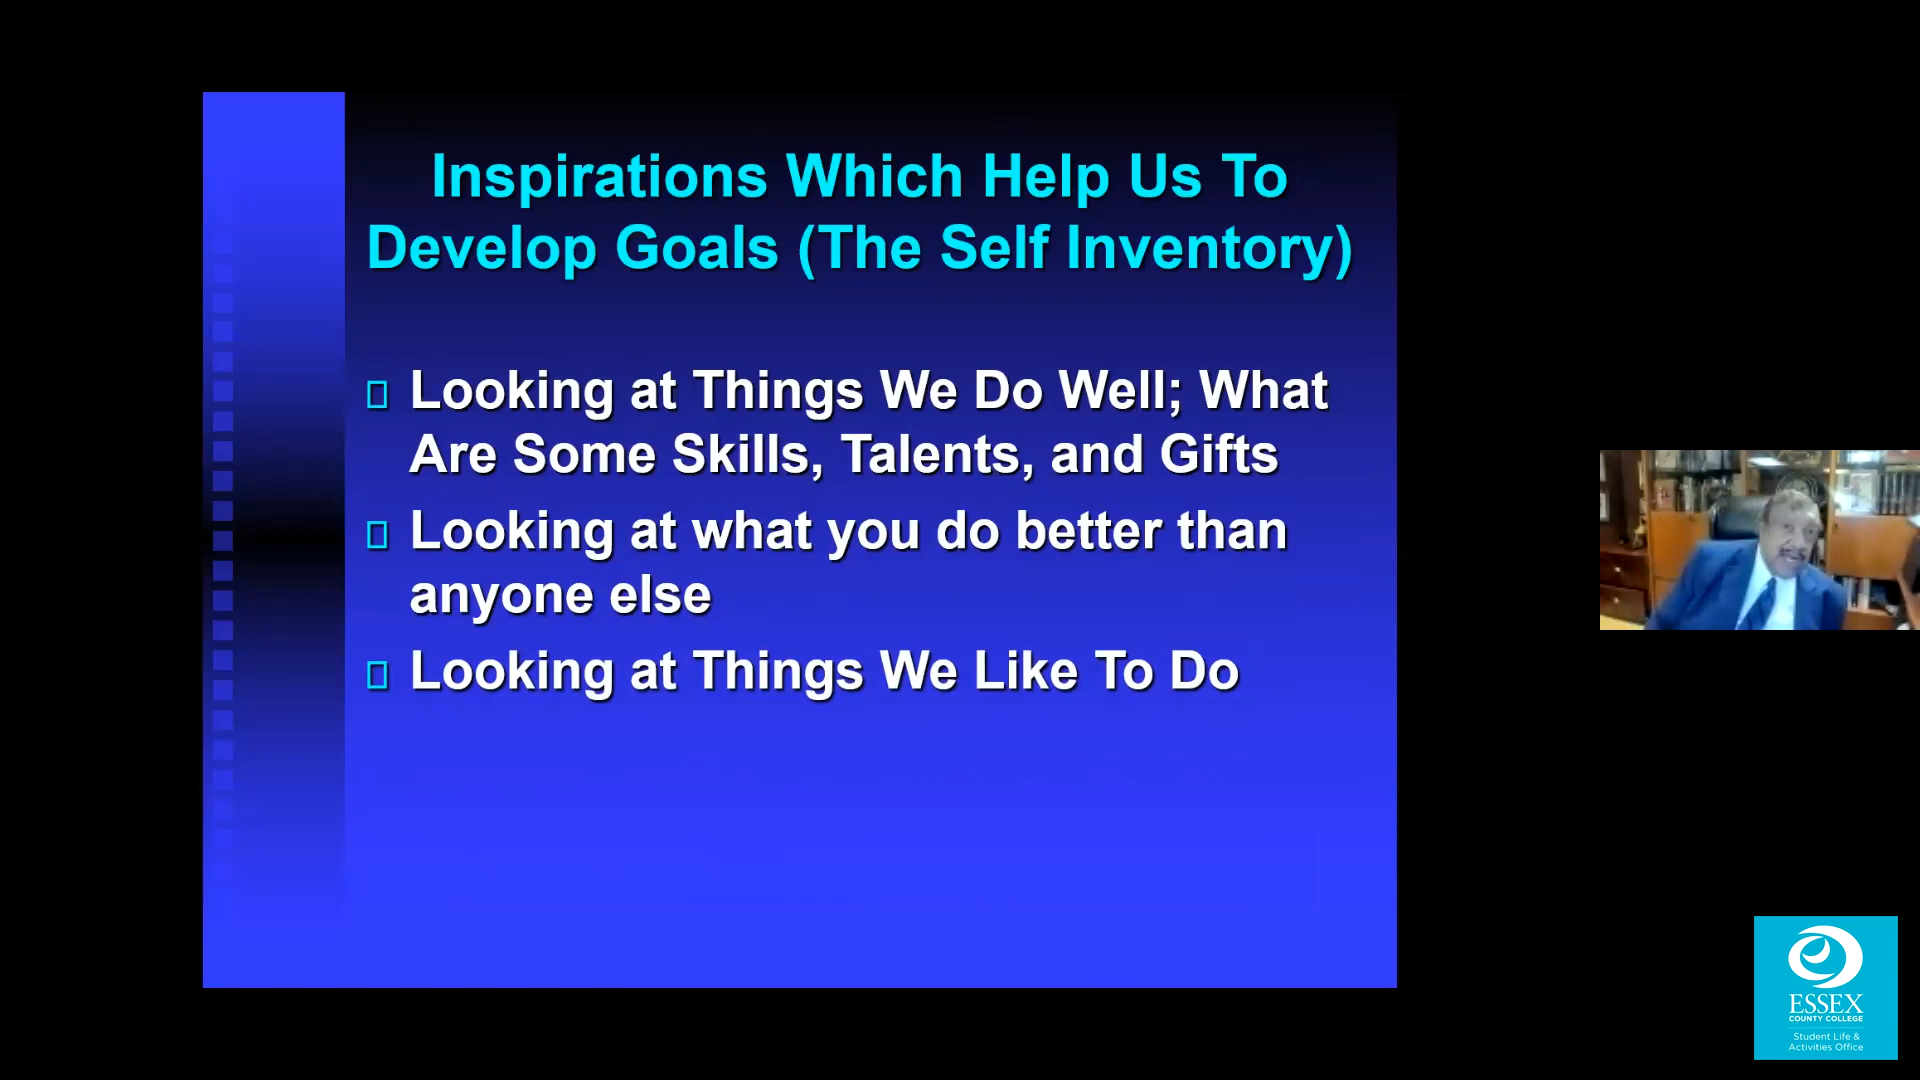 Inspirations Which Help Us To
Develop Goals (The Self Inventory)
Looking at Things We Do Well; What
Are Some Skills, Talents, and Gifts
Looking at what you do better than
anyone else
Looking at Things We Like To Do
ESSEX
COUNTY COLLEGE
Student Life &
Activities Office